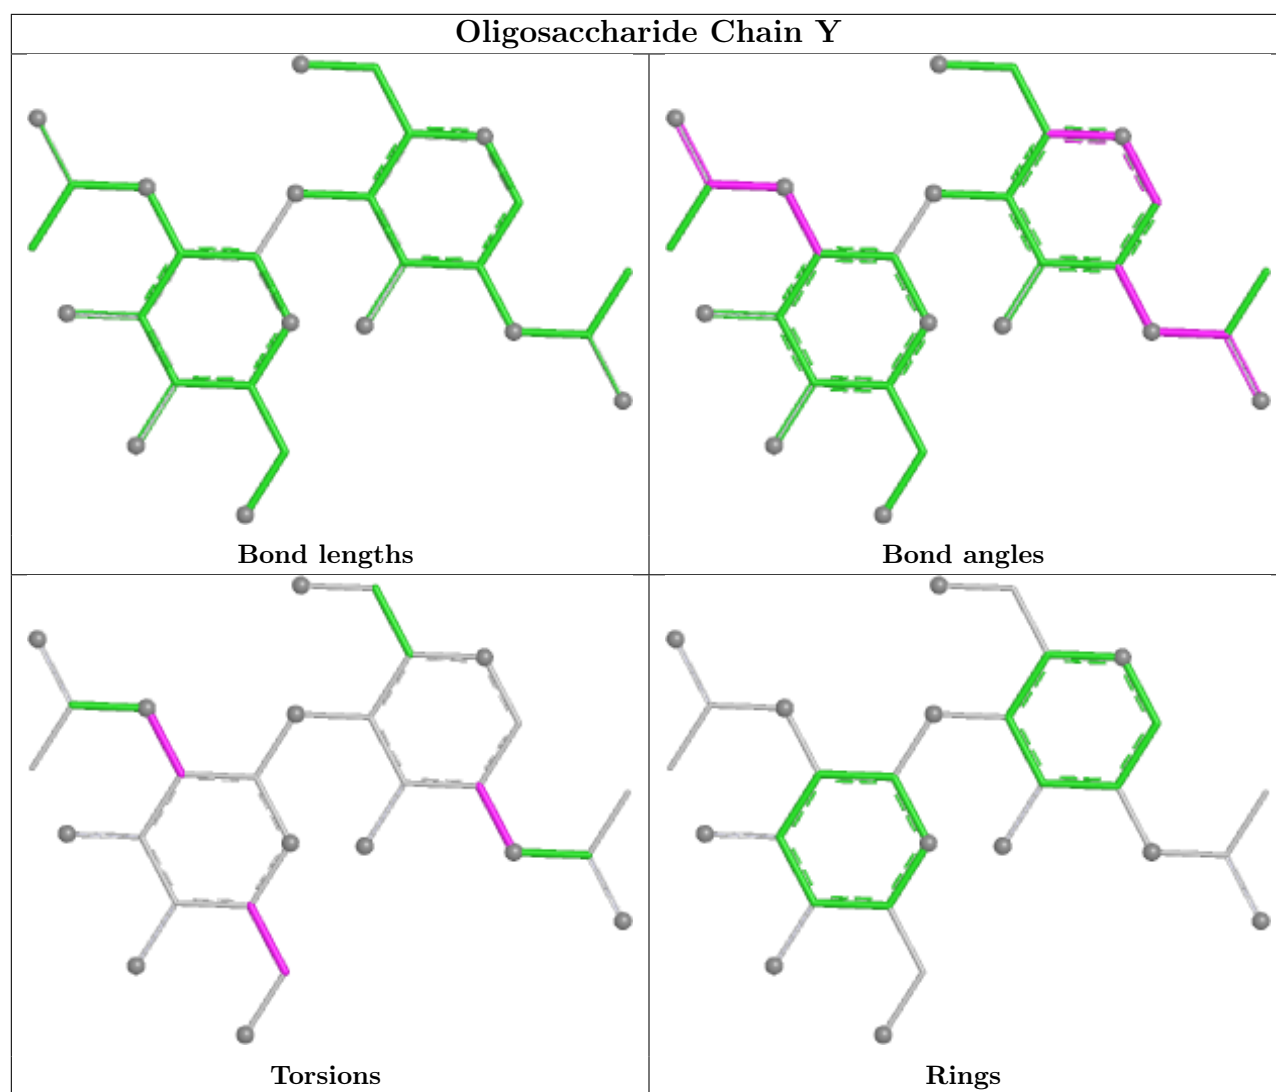 Oligosaccharide Chain Y
Bond lengths
Bond angles
Torsions
Rings